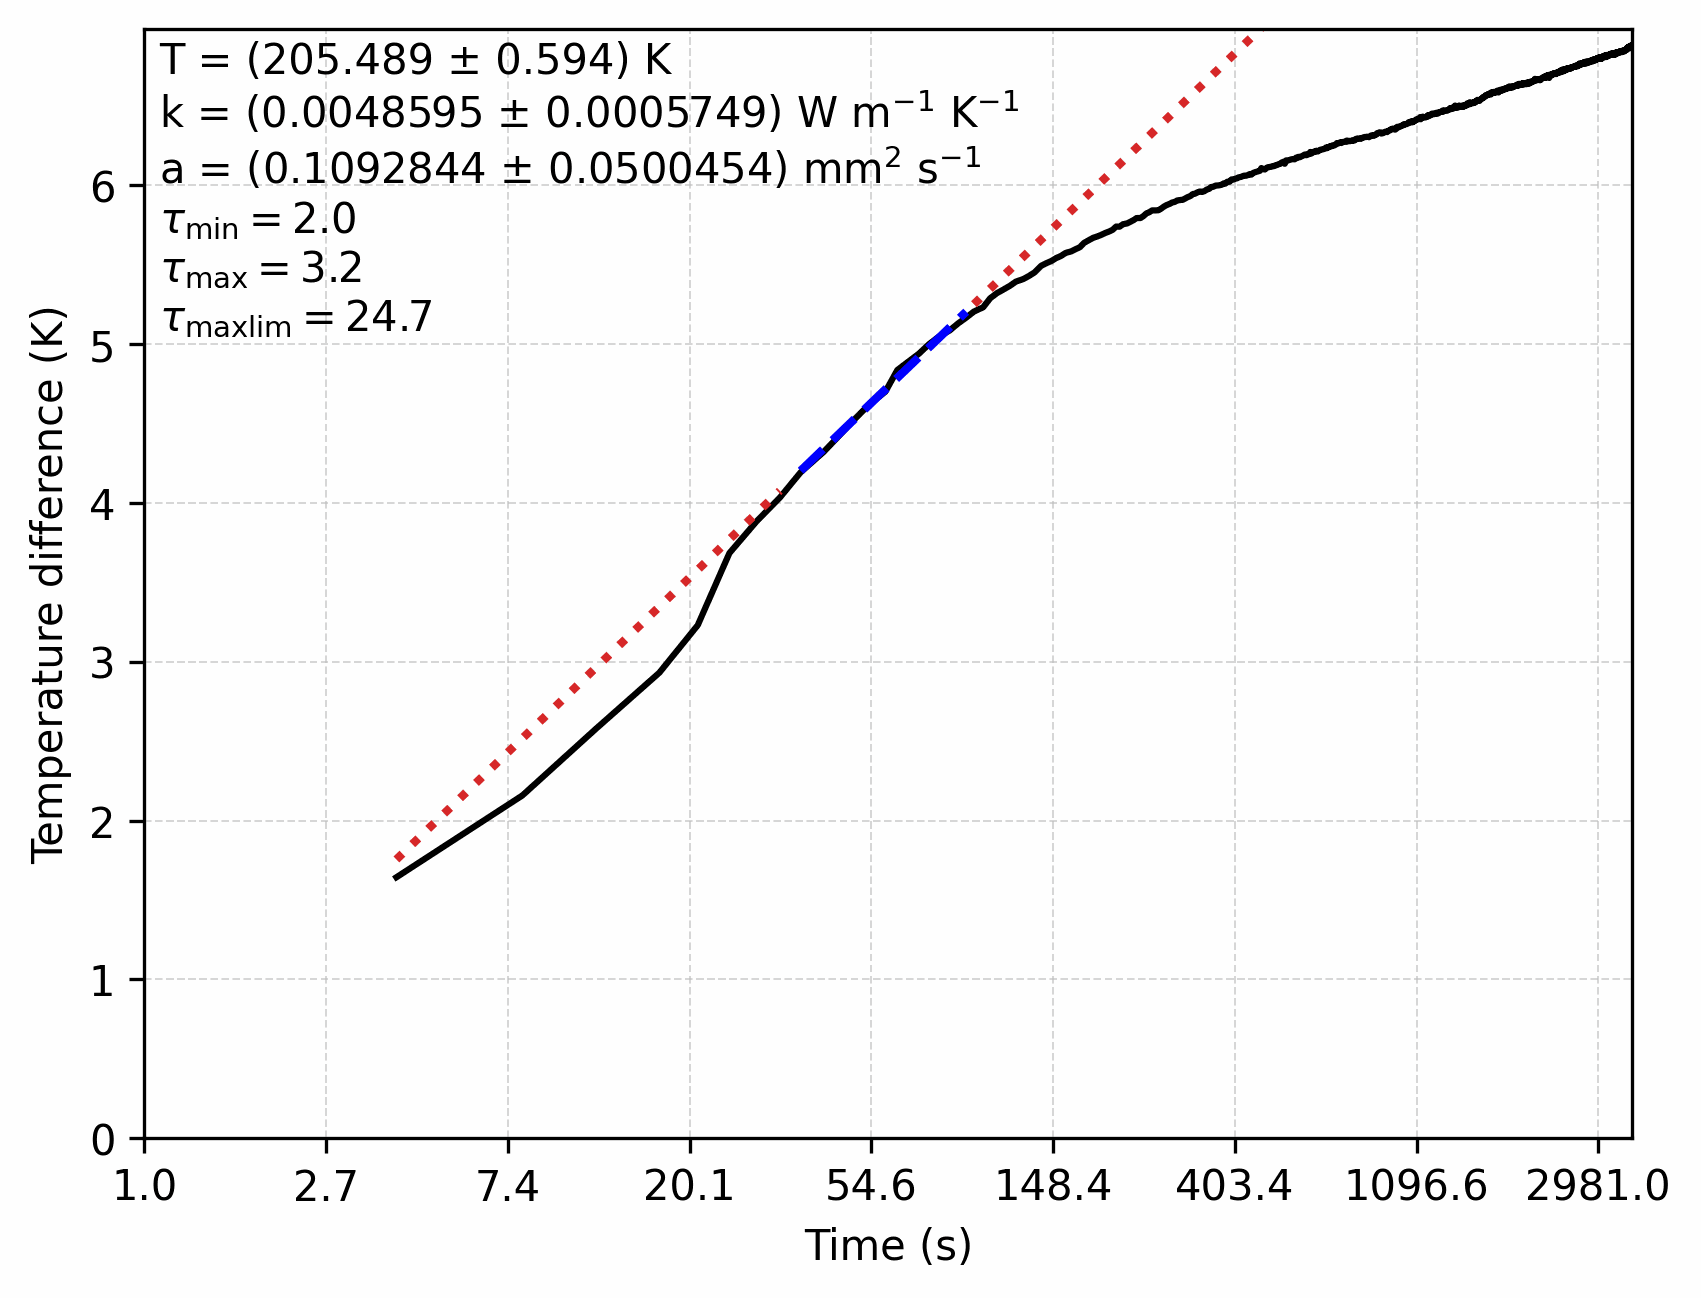 T = (205.489 ± 0.594) K
k = (0.0048595 ± 0.0005749) W m⁻¹ K⁻¹
a = (0.1092844 ± 0.0500454) mm² s⁻¹
τmin = 2.0
τmax = 3.2
τmaxlim = 24.7
Temperature difference (K)
6
5
4
3
2
1
0
1.0 2.7 7.4 20.1 54.6 148.4 403.4 1096.6 2981.0
Time (s)